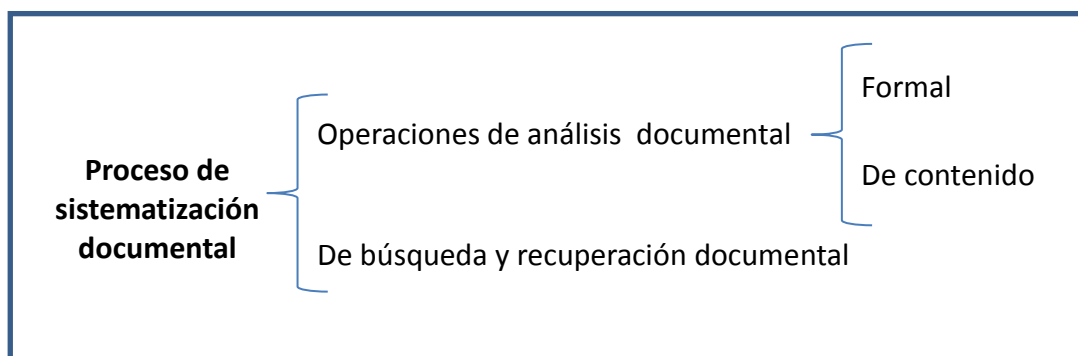 Proceso de
sistematización
documental
Operaciones de análisis documental
Formal
De contenido
De búsqueda y recuperación documental